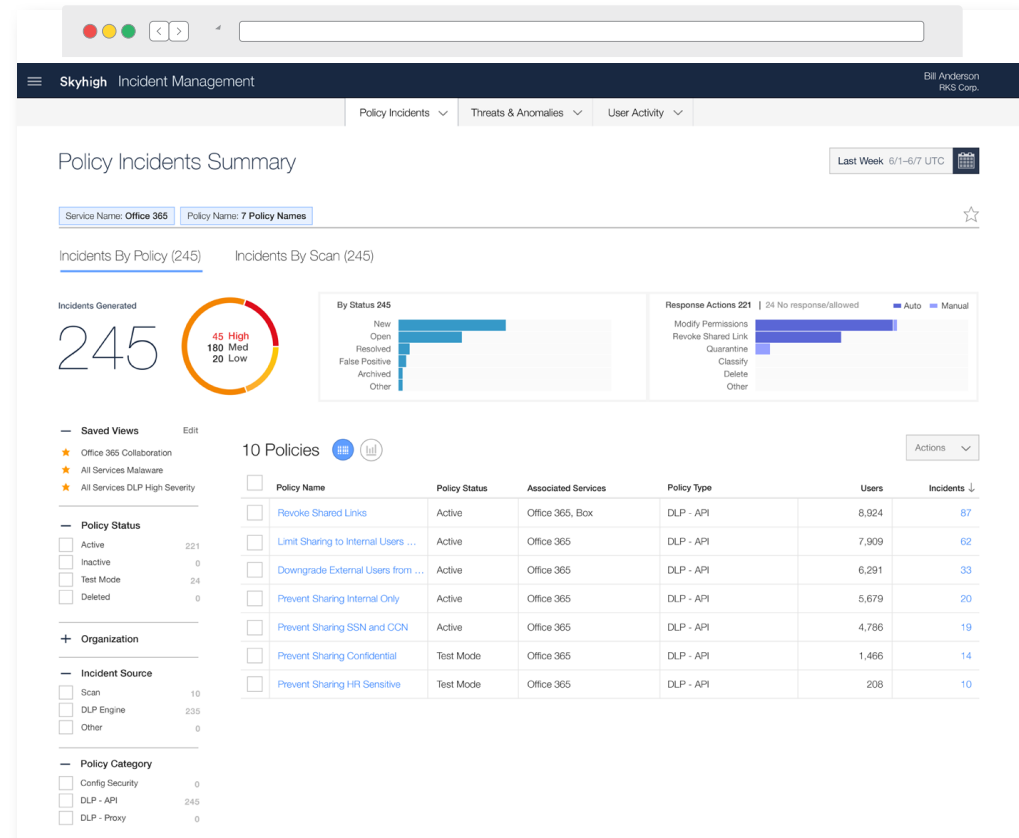 Skyhigh Incident Management
Bill Anderson
RKS Corp.
Policy Incidents
Threats & Anomalies
User Activity
Policy Incidents Summary
Last Week 6/1–6/7 UTC
Service Name: Office 365
Policy Name: 7 Policy Names
Incidents By Policy (245)
Incidents By Scan (245)
Incidents Generated
245
45 High
180 Med
20 Low
By Status 245
New
Open
Resolved
False Positive
Archived
Other
Response Actions 221 | 24 No response/allowed
Auto
Manual
Modify Permissions
Revoke Shared Link
Quarantine
Classify
Delete
Other
Saved Views Edit
Office 365 Collaboration
All Services Malaware
All Services DLP High Severity
Policy Status
Active 221
Inactive 0
Test Mode 24
Deleted 0
Organization
Incident Source
Scan 10
DLP Engine 235
Other 0
Policy Category
Config Security 0
DLP - API 245
DLP - Proxy 0
10 Policies
Actions
Policy Name Policy Status Associated Services Policy Type Users Incidents ↓
Revoke Shared Links Active Office 365, Box DLP - API 8,924 87
Limit Sharing to Internal Users ... Active Office 365 DLP - API 7,909 62
Downgrade External Users from ... Active Office 365 DLP - API 6,291 33
Prevent Sharing Internal Only Active Office 365 DLP - API 5,679 20
Prevent Sharing SSN and CCN Active Office 365 DLP - API 4,786 19
Prevent Sharing Confidential Test Mode Office 365 DLP - API 1,466 14
Prevent Sharing HR Sensitive Test Mode Office 365 DLP - API 208 10